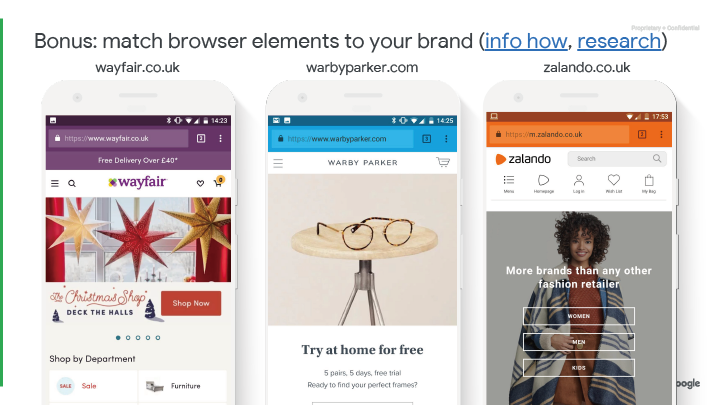 Proprietary + Confidential
Bonus: match browser elements to your brand (info how, research)
wayfair.co.uk
warbyparker.com
zalando.co.uk
14:23
https://www.wayfair.co.uk
3
Free Delivery Over £40*
wayfair
0
The Christmas Shop
DECK THE HALLS
Shop Now
Shop by Department
SALE
Sale
Furniture
14:25
https://www.warbyparker.com
3
WARBY PARKER
Try at home for free
5 pairs, 5 days, free trial
Ready to find your perfect frames?
17:53
https://m.zalando.co.uk
zalando
Search
Menu
Homepage
Log in
Wish List
My Bag
More brands than any other
fashion retailer
WOMEN
MEN
KIDS
oogle